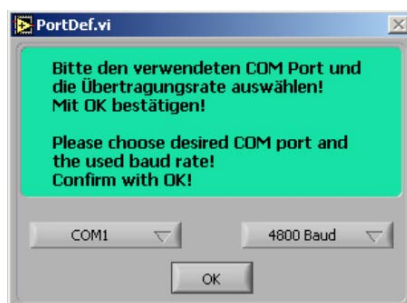 PortDef.vi
Bitte den verwendeten COM Port und
die Übertragungsrate auswählen!
Mit OK bestätigen!
Please choose desired COM port and
the used baud rate!
Confirm with OK!
COM1
4800 Baud
OK